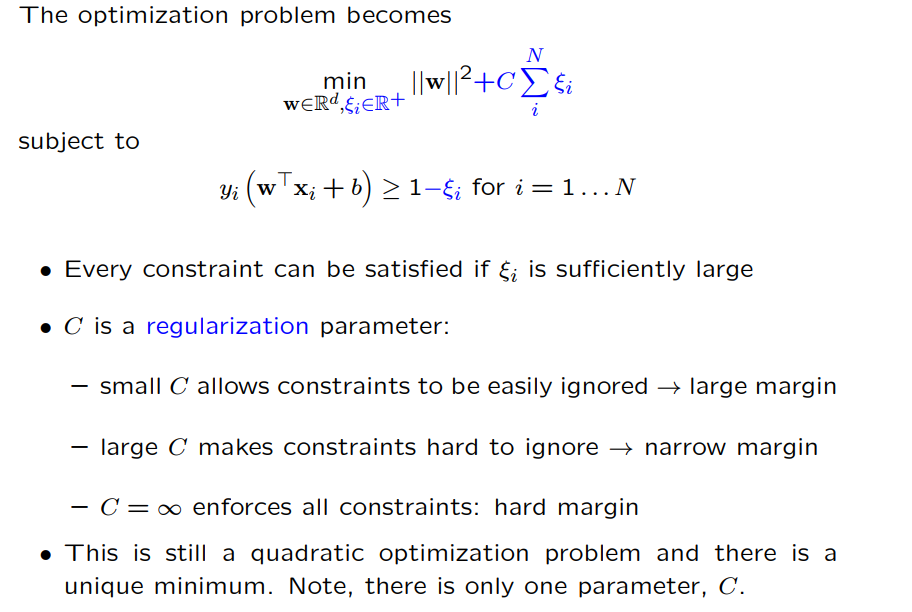 The optimization problem becomes
min_{w∈ℝ^d,ξ_i∈ℝ^+} ||w||² + C ∑_i^N ξ_i
subject to
y_i (w^⊤ x_i + b) ≥ 1−ξ_i for i = 1 … N
• Every constraint can be satisfied if ξ_i is sufficiently large
• C is a regularization parameter:
– small C allows constraints to be easily ignored → large margin
– large C makes constraints hard to ignore → narrow margin
– C = ∞ enforces all constraints: hard margin
• This is still a quadratic optimization problem and there is a
unique minimum. Note, there is only one parameter, C.